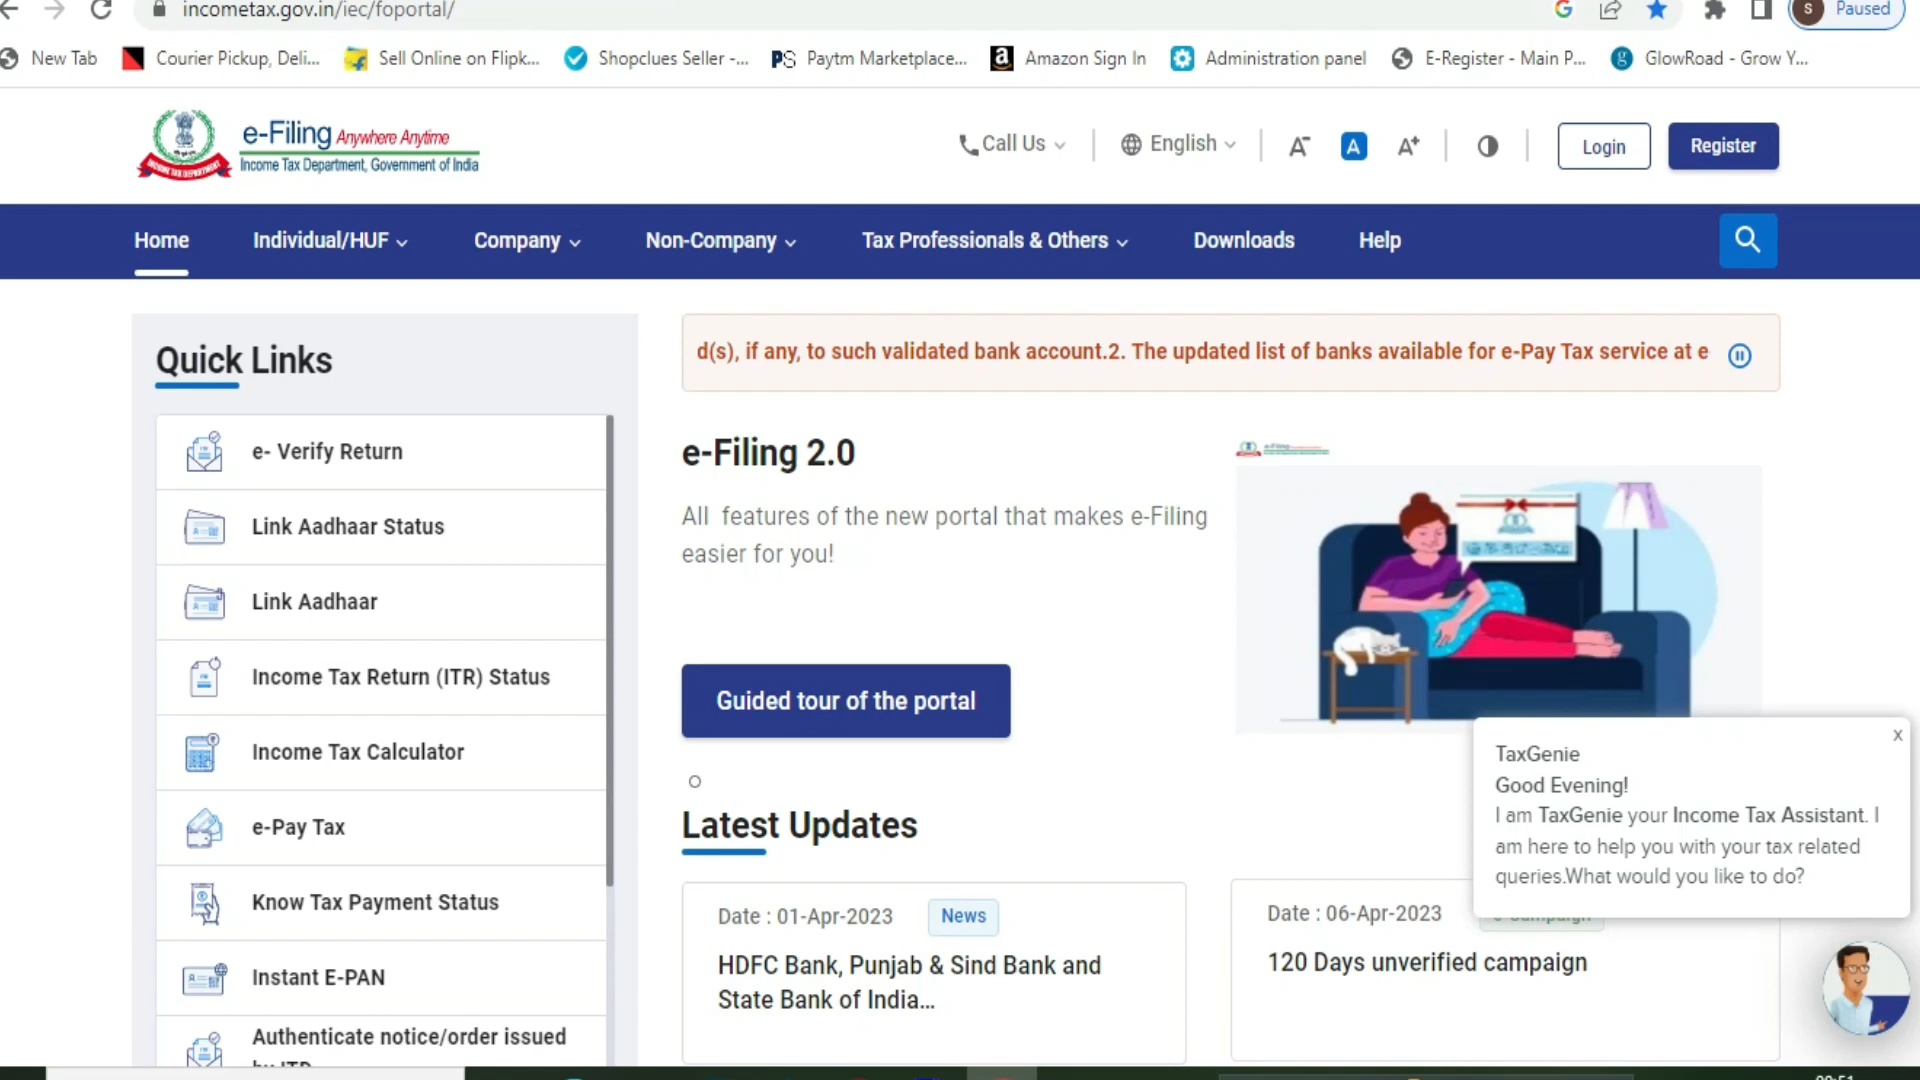 incometax.gov.in/iec/foportal/
S Paused
New Tab
Courier Pickup, Deli...
Sell Online on Flipk...
Shopclues Seller -...
Paytm Marketplace...
Amazon Sign In
Administration panel
E-Register - Main P...
GlowRoad - Grow Y...
e-Filing Anywhere Anytime
Income Tax Department, Government of India
INCOME TAX DEPARTMENT
Call Us
English
A-
A
A+
Login
Register
Home
Individual/HUF
Company
Non-Company
Tax Professionals & Others
Downloads
Help
Quick Links
d(s), if any, to such validated bank account.2. The updated list of banks available for e-Pay Tax service at e
e- Verify Return
Link Aadhaar Status
Link Aadhaar
Income Tax Return (ITR) Status
Income Tax Calculator
e-Pay Tax
Know Tax Payment Status
Instant E-PAN
Authenticate notice/order issued
by ITD
e-Filing 2.0
All features of the new portal that makes e-Filing
easier for you!
Guided tour of the portal
Latest Updates
Date : 01-Apr-2023 News
HDFC Bank, Punjab & Sind Bank and
State Bank of India...
Date : 06-Apr-2023 e-Campaign
120 Days unverified campaign
x
TaxGenie
Good Evening!
I am TaxGenie your Income Tax Assistant. I
am here to help you with your tax related
queries.What would you like to do?